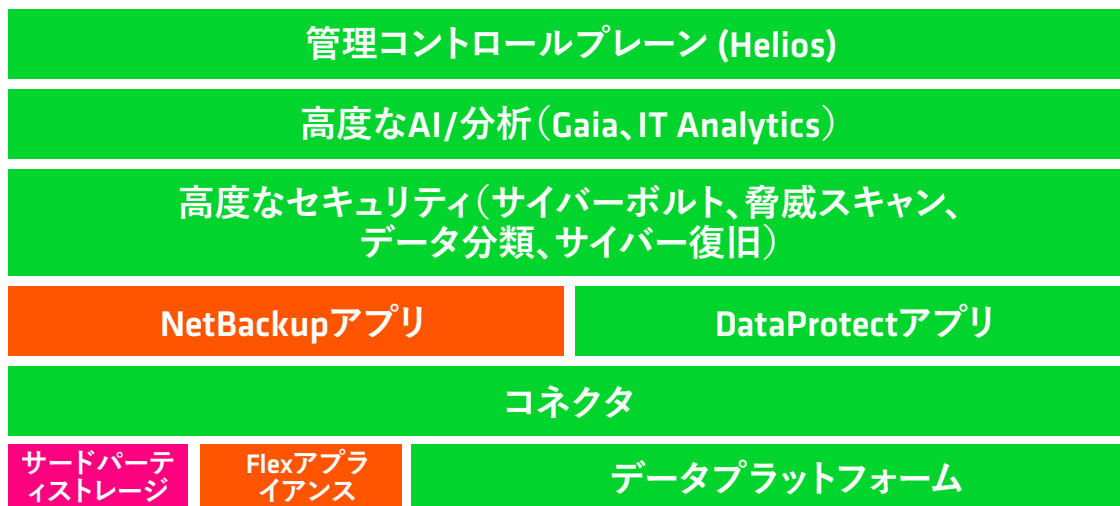 管理コントロールプレーン (Helios)
高度なAI/分析（Gaia、IT Analytics）
高度なセキュリティ（サイバーボルト、脅威スキャン、
データ分類、サイバー復旧）
NetBackupアプリ
DataProtectアプリ
コネクタ
サードパーテ
ィストレージ
Flexアプラ
イアンス
データプラットフォーム